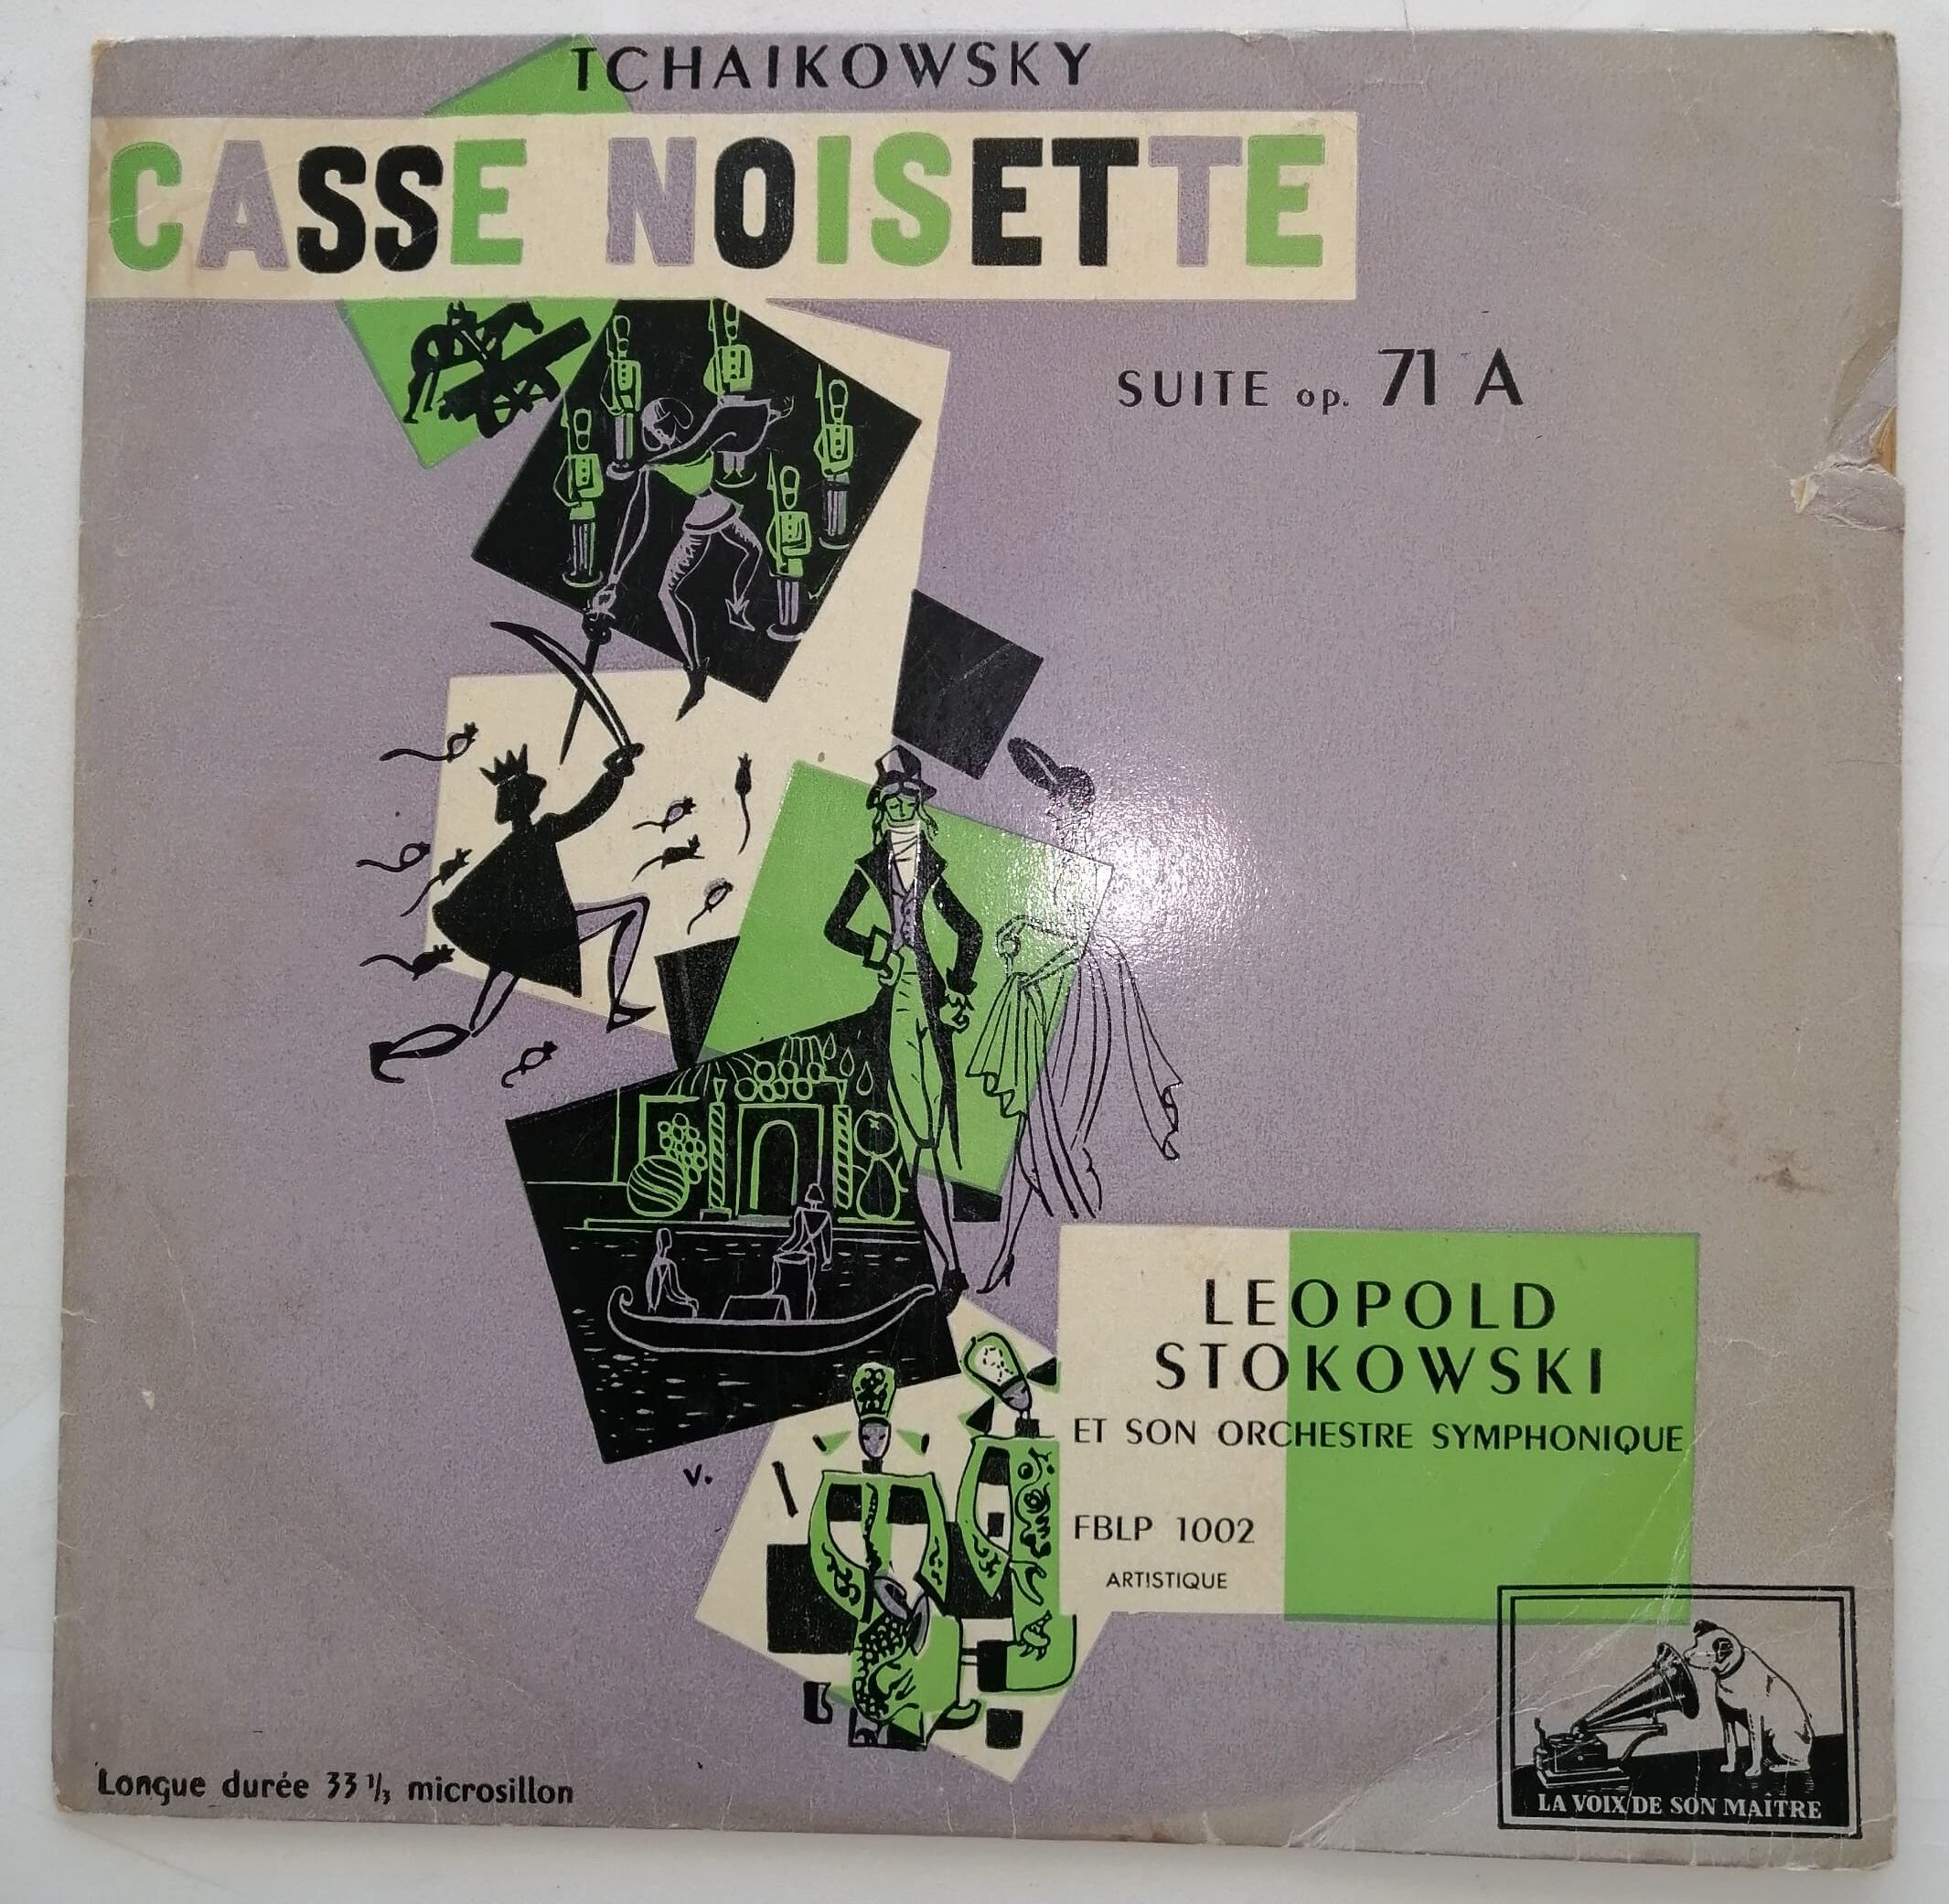 TCHAIKOWSKY
CASSE NOISETTE
SUITE op. 71 A
LEOPOLD
STOKOWSKI
ET SON ORCHESTRE SYMPHONIQUE
V.
FBLP 1002
ARTISTIQUE
Longue durée 33 1/3 microsillon
LA VOIX DE SON MAÎTRE